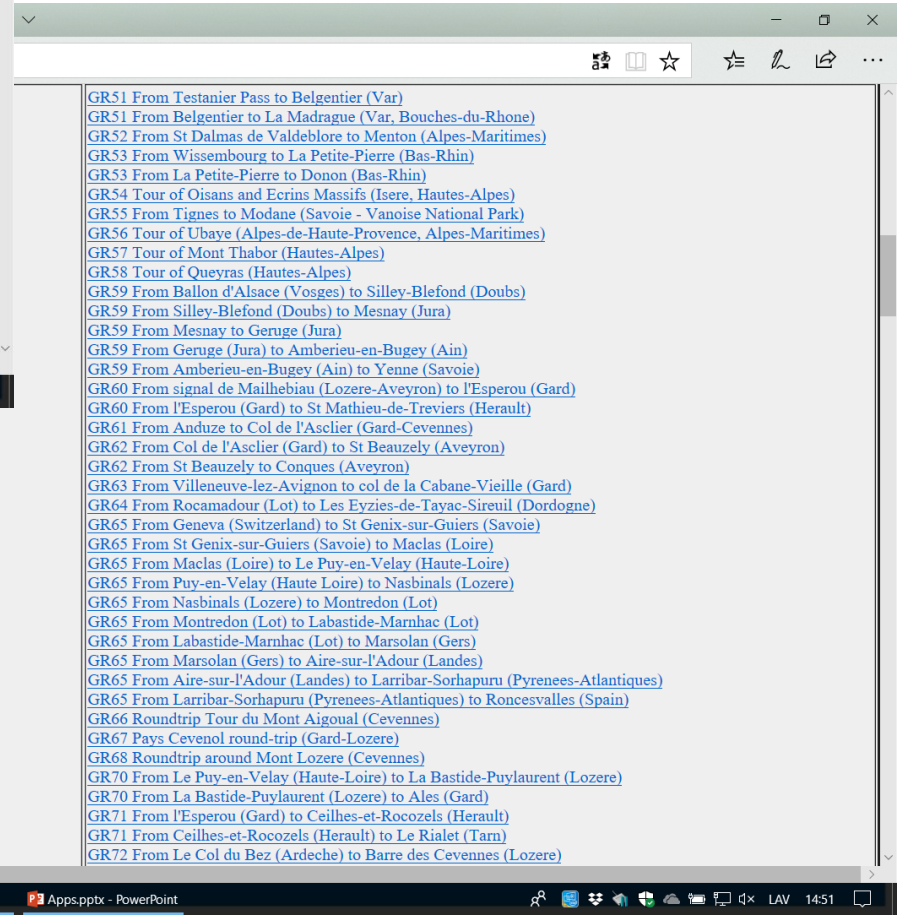 GR51 From Testanier Pass to Belgentier (Var)
GR51 From Belgentier to La Madrague (Var, Bouches-du-Rhone)
GR52 From St Dalmas de Valdeblore to Menton (Alpes-Maritimes)
GR53 From Wissembourg to La Petite-Pierre (Bas-Rhin)
GR53 From La Petite-Pierre to Donon (Bas-Rhin)
GR54 Tour of Oisans and Ecrins Massifs (Isere, Hautes-Alpes)
GR55 From Tignes to Modane (Savoie - Vanoise National Park)
GR56 Tour of Ubaye (Alpes-de-Haute-Provence, Alpes-Maritimes)
GR57 Tour of Mont Thabor (Hautes-Alpes)
GR58 Tour of Queyras (Hautes-Alpes)
GR59 From Ballon d'Alsace (Vosges) to Silley-Blefond (Doubs)
GR59 From Silley-Blefond (Doubs) to Mesnay (Jura)
GR59 From Mesnay to Geruge (Jura)
GR59 From Geruge (Jura) to Amberieu-en-Bugey (Ain)
GR59 From Amberieu-en-Bugey (Ain) to Yenne (Savoie)
GR60 From signal de Mailhebiau (Lozere-Aveyron) to l'Esperou (Gard)
GR60 From l'Esperou (Gard) to St Mathieu-de-Treviers (Herault)
GR61 From Anduze to Col de l'Asclier (Gard-Cevennes)
GR62 From Col de l'Asclier (Gard) to St Beauzely (Aveyron)
GR62 From St Beauzely to Conques (Aveyron)
GR63 From Villeneuve-lez-Avignon to col de la Cabane-Vieille (Gard)
GR64 From Rocamadour (Lot) to Les Eyzies-de-Tayac-Sireuil (Dordogne)
GR65 From Geneva (Switzerland) to St Genix-sur-Guiers (Savoie)
GR65 From St Genix-sur-Guiers (Savoie) to Maclas (Loire)
GR65 From Maclas (Loire) to Le Puy-en-Velay (Haute-Loire)
GR65 From Puy-en-Velay (Haute Loire) to Nasbinals (Lozere)
GR65 From Nasbinals (Lozere) to Montredon (Lot)
GR65 From Montredon (Lot) to Labastide-Marnhac (Lot)
GR65 From Labastide-Marnhac (Lot) to Marsolan (Gers)
GR65 From Marsolan (Gers) to Aire-sur-l'Adour (Landes)
GR65 From Aire-sur-l'Adour (Landes) to Larribar-Sorhapuru (Pyrenees-Atlantiques)
GR65 From Larribar-Sorhapuru (Pyrenees-Atlantiques) to Roncesvalles (Spain)
GR66 Roundtrip Tour du Mont Aigoual (Cevennes)
GR67 Pays Cevenol round-trip (Gard-Lozere)
GR68 Roundtrip around Mont Lozere (Cevennes)
GR70 From Le Puy-en-Velay (Haute-Loire) to La Bastide-Puylaurent (Lozere)
GR70 From La Bastide-Puylaurent (Lozere) to Ales (Gard)
GR71 From l'Esperou (Gard) to Ceilhes-et-Rocozels (Herault)
GR71 From Ceilhes-et-Rocozels (Herault) to Le Rialet (Tarn)
GR72 From Le Col du Bez (Ardeche) to Barre des Cevennes (Lozere)
Apps.pptx - PowerPoint
LAV 14:51